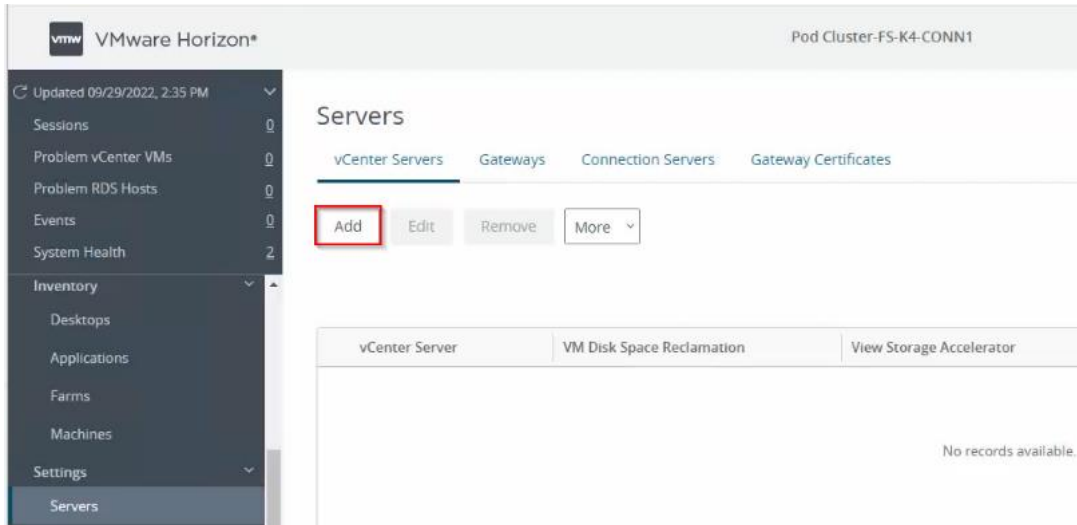 vmw VMware Horizon® Pod Cluster-FS-K4-CONN1
Updated 09/29/2022, 2:35 PM
Sessions 0
Problem vCenter VMs 0
Problem RDS Hosts 0
Events 0
System Health 2
Inventory
Desktops
Applications
Farms
Machines
Settings
Servers
Servers
vCenter Servers Gateways Connection Servers Gateway Certificates
Add Edit Remove More
vCenter Server VM Disk Space Reclamation View Storage Accelerator
No records available.